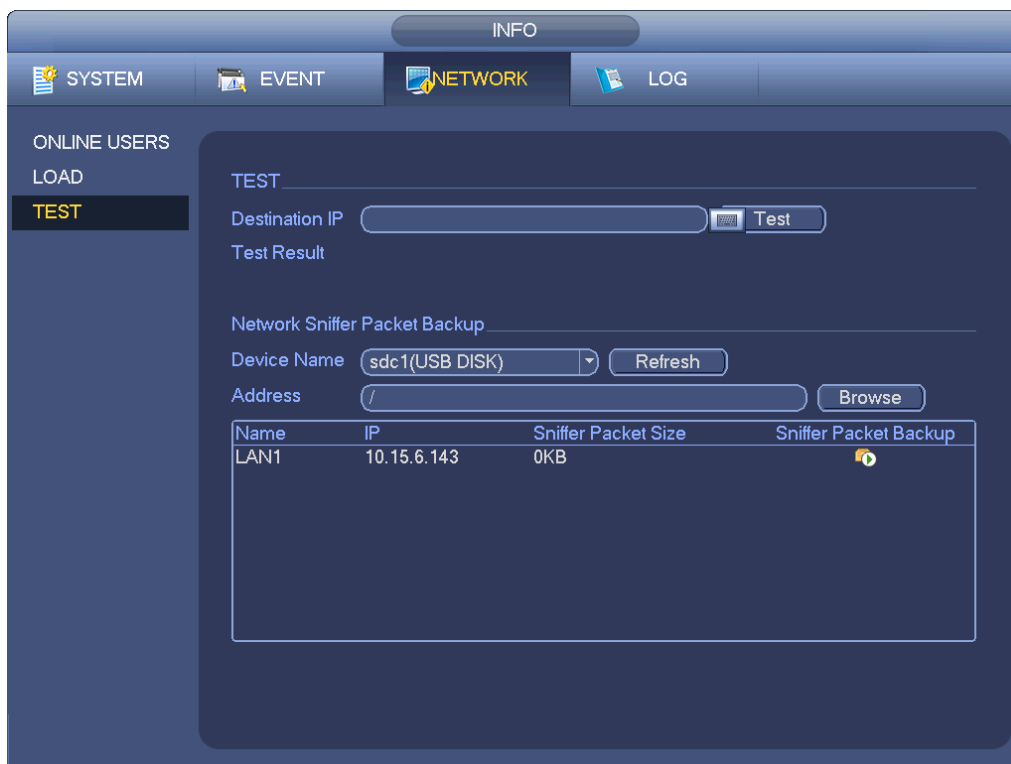 INFO
SYSTEM EVENT NETWORK LOG
ONLINE USERS
LOAD
TEST
TEST
Destination IP Test
Test Result
Network Sniffer Packet Backup
Device Name sdc1(USB DISK) Refresh
Address / Browse
Name IP Sniffer Packet Size Sniffer Packet Backup
LAN1 10.15.6.143 0KB